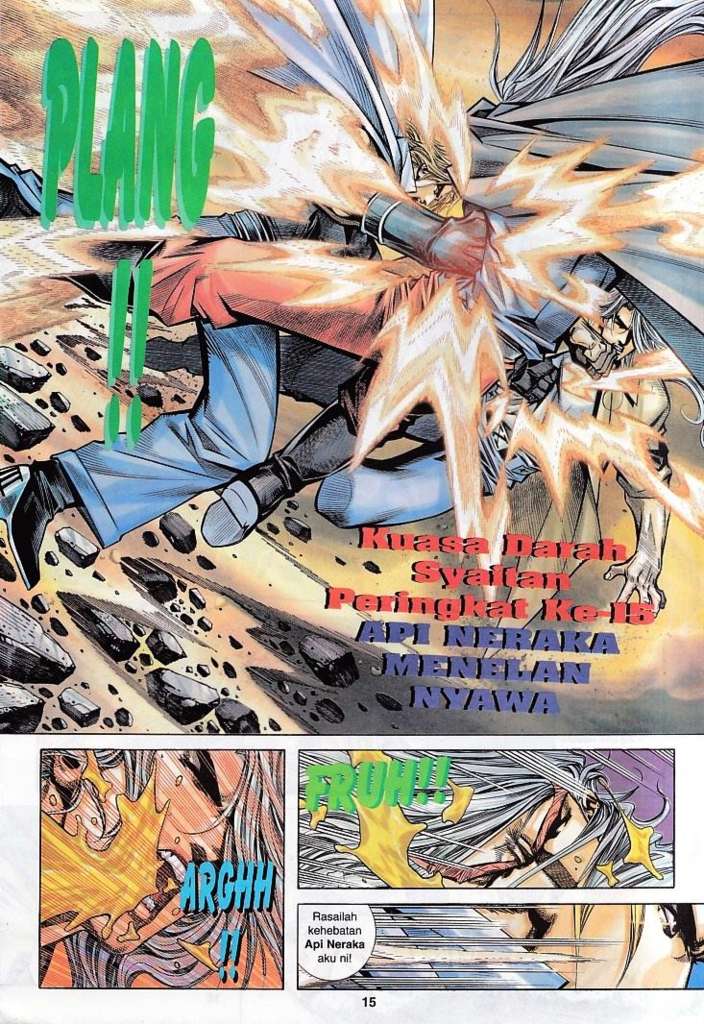 PLANG
!!
Kuasa Darah
Syaitan
Peringkat Ke-15
API NERAKA
MENELAN
NYAWA
ARGHH
!!
FRUH!!
Rasailah
kehebatan
Api Neraka
aku ni!
15